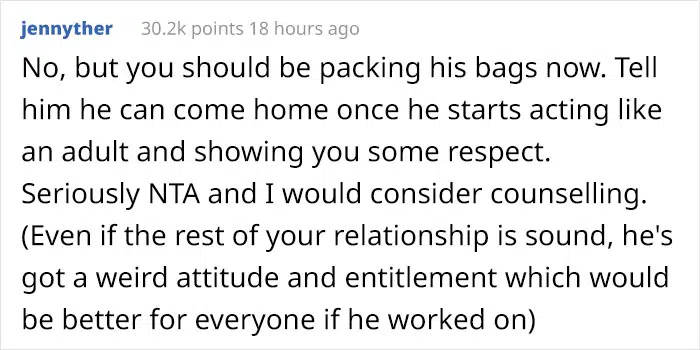 jennyther 30.2k points 18 hours ago
No, but you should be packing his bags now. Tell
him he can come home once he starts acting like
an adult and showing you some respect.
Seriously NTA and I would consider counselling.
(Even if the rest of your relationship is sound, he's
got a weird attitude and entitlement which would
be better for everyone if he worked on)